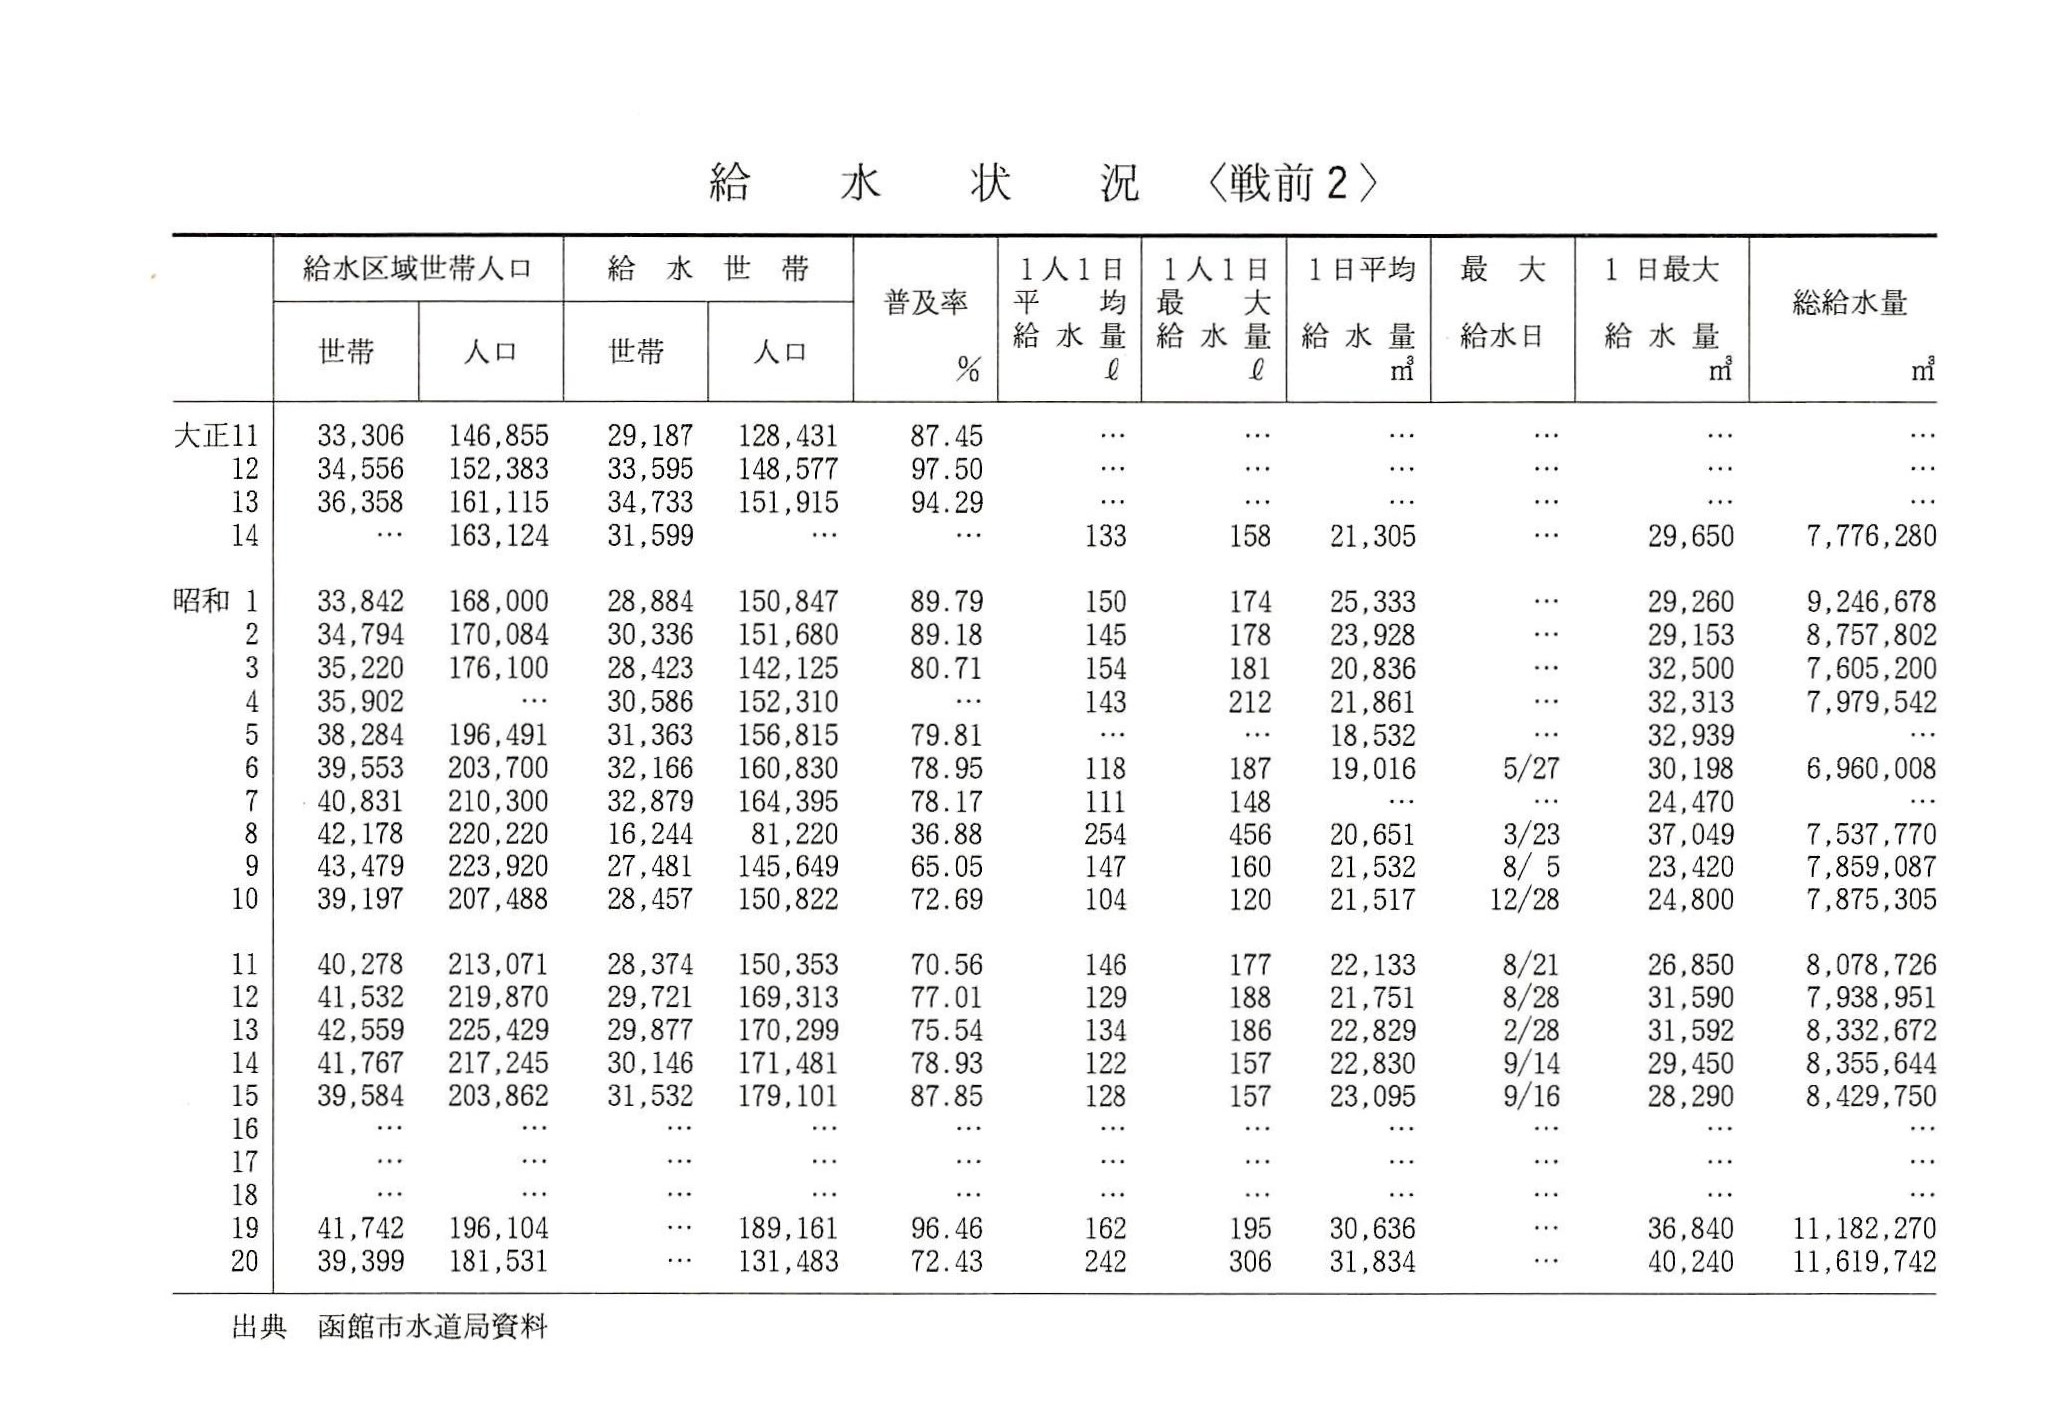 給水状況〈戦前2〉
給水区域世帯人口 給水世帯 普及率 % 1人1日平均給水量 ℓ 1人1日最大給水量 ℓ 1日平均給水量 ㎥ 最大給水日 1日最大給水量 ㎥ 総給水量 ㎥
世帯 人口 世帯 人口
大正11 33,306 146,855 29,187 128,431 87.45 … … … … … …
12 34,556 152,383 33,595 148,577 97.50 … … … … … …
13 36,358 161,115 34,733 151,915 94.29 … … … … … …
14 … 163,124 31,599 … … 133 158 21,305 … 29,650 7,776,280
昭和 1 33,842 168,000 28,884 150,847 89.79 150 174 25,333 … 29,260 9,246,678
2 34,794 170,084 30,336 151,680 89.18 145 178 23,928 … 29,153 8,757,802
3 35,220 176,100 28,423 142,125 80.71 154 181 20,836 … 32,500 7,605,200
4 35,902 … 30,586 152,310 … 143 212 21,861 … 32,313 7,979,542
5 38,284 196,491 31,363 156,815 79.81 … … 18,532 … 32,939 …
6 39,553 203,700 32,166 160,830 78.95 118 187 19,016 5/27 30,198 6,960,008
7 40,831 210,300 32,879 164,395 78.17 111 148 … … 24,470 …
8 42,178 220,220 16,244 81,220 36.88 254 456 20,651 3/23 37,049 7,537,770
9 43,479 223,920 27,481 145,649 65.05 147 160 21,532 8/ 5 23,420 7,859,087
10 39,197 207,488 28,457 150,822 72.69 104 120 21,517 12/28 24,800 7,875,305
11 40,278 213,071 28,374 150,353 70.56 146 177 22,133 8/21 26,850 8,078,726
12 41,532 219,870 29,721 169,313 77.01 129 188 21,751 8/28 31,590 7,938,951
13 42,559 225,429 29,877 170,299 75.54 134 186 22,829 2/28 31,592 8,332,672
14 41,767 217,245 30,146 171,481 78.93 122 157 22,830 9/14 29,450 8,355,644
15 39,584 203,862 31,532 179,101 87.85 128 157 23,095 9/16 28,290 8,429,750
16 … … … … … … … … … … …
17 … … … … … … … … … … …
18 … … … … … … … … … … …
19 41,742 196,104 … 189,161 96.46 162 195 30,636 … 36,840 11,182,270
20 39,399 181,531 … 131,483 72.43 242 306 31,834 … 40,240 11,619,742
出典 函館市水道局資料